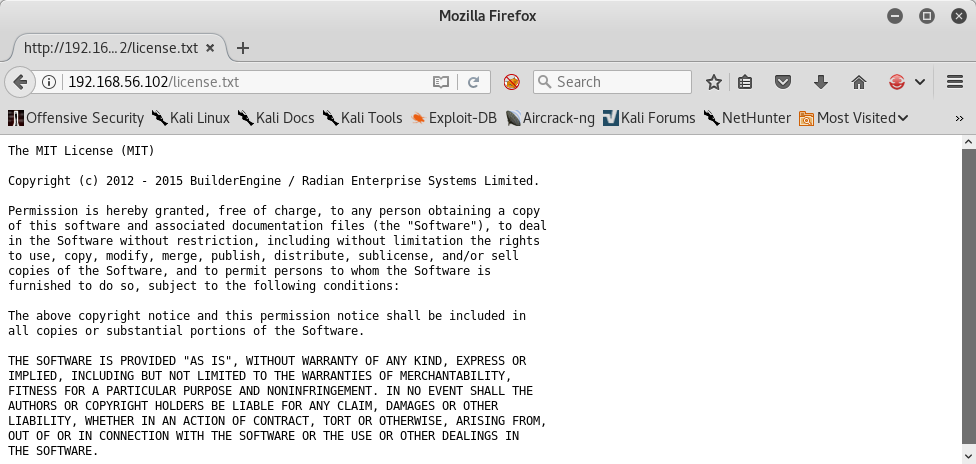 Mozilla Firefox
http://192.16... 2/license.txt
192.168.56.102/license.txt
Search
Offensive Security Kali Linux Kali Docs Kali Tools Exploit-DB Aircrack-ng Kali Forums NetHunter Most Visited
The MIT License (MIT)
Copyright (c) 2012 - 2015 BuilderEngine / Radian Enterprise Systems Limited.
Permission is hereby granted, free of charge, to any person obtaining a copy
of this software and associated documentation files (the "Software"), to deal
in the Software without restriction, including without limitation the rights
to use, copy, modify, merge, publish, distribute, sublicense, and/or sell
copies of the Software, and to permit persons to whom the Software is
furnished to do so, subject to the following conditions:
The above copyright notice and this permission notice shall be included in
all copies or substantial portions of the Software.
THE SOFTWARE IS PROVIDED "AS IS", WITHOUT WARRANTY OF ANY KIND, EXPRESS OR
IMPLIED, INCLUDING BUT NOT LIMITED TO THE WARRANTIES OF MERCHANTABILITY,
FITNESS FOR A PARTICULAR PURPOSE AND NONINFRINGEMENT. IN NO EVENT SHALL THE
AUTHORS OR COPYRIGHT HOLDERS BE LIABLE FOR ANY CLAIM, DAMAGES OR OTHER
LIABILITY, WHETHER IN AN ACTION OF CONTRACT, TORT OR OTHERWISE, ARISING FROM,
OUT OF OR IN CONNECTION WITH THE SOFTWARE OR THE USE OR OTHER DEALINGS IN
THE SOFTWARE.